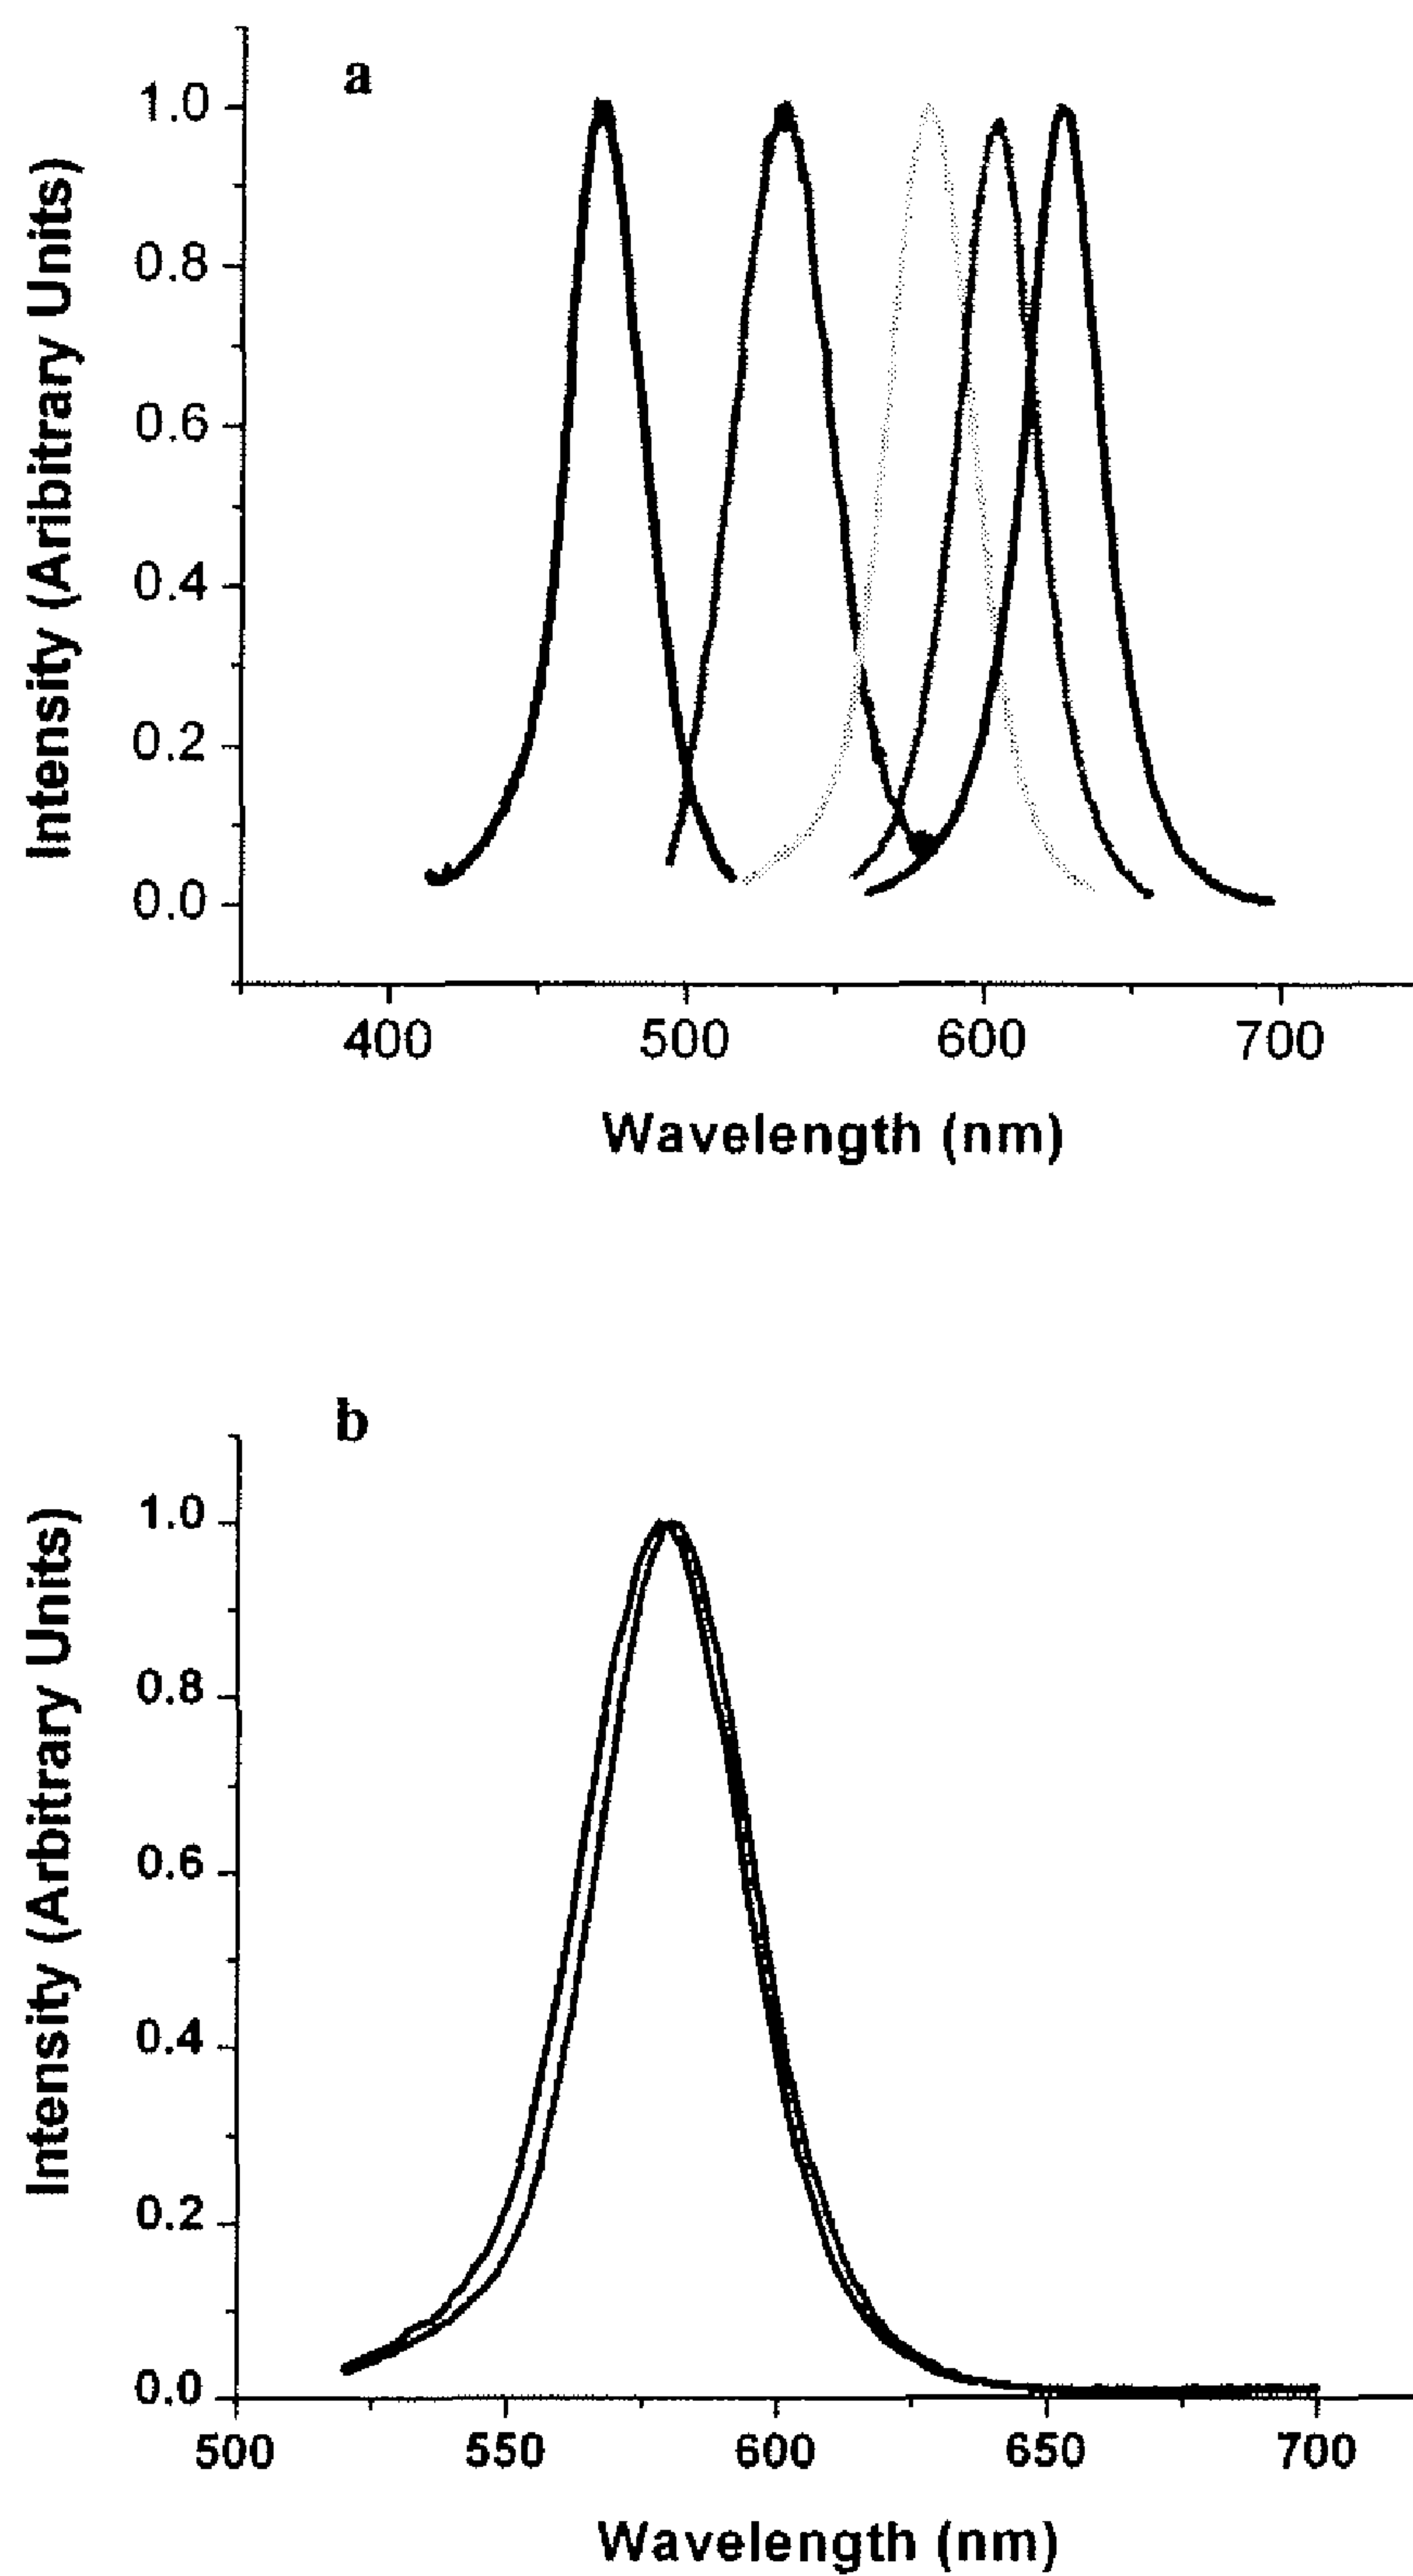 a
Intensity (Aribitrary Units)
1.0
0.8
0.6
0.4
0.2
0.0
400 500 600 700
Wavelength (nm)
b
Intensity (Arbitrary Units)
1.0
0.8
0.6
0.4
0.2
0.0
500 550 600 650 700
Wavelength (nm)